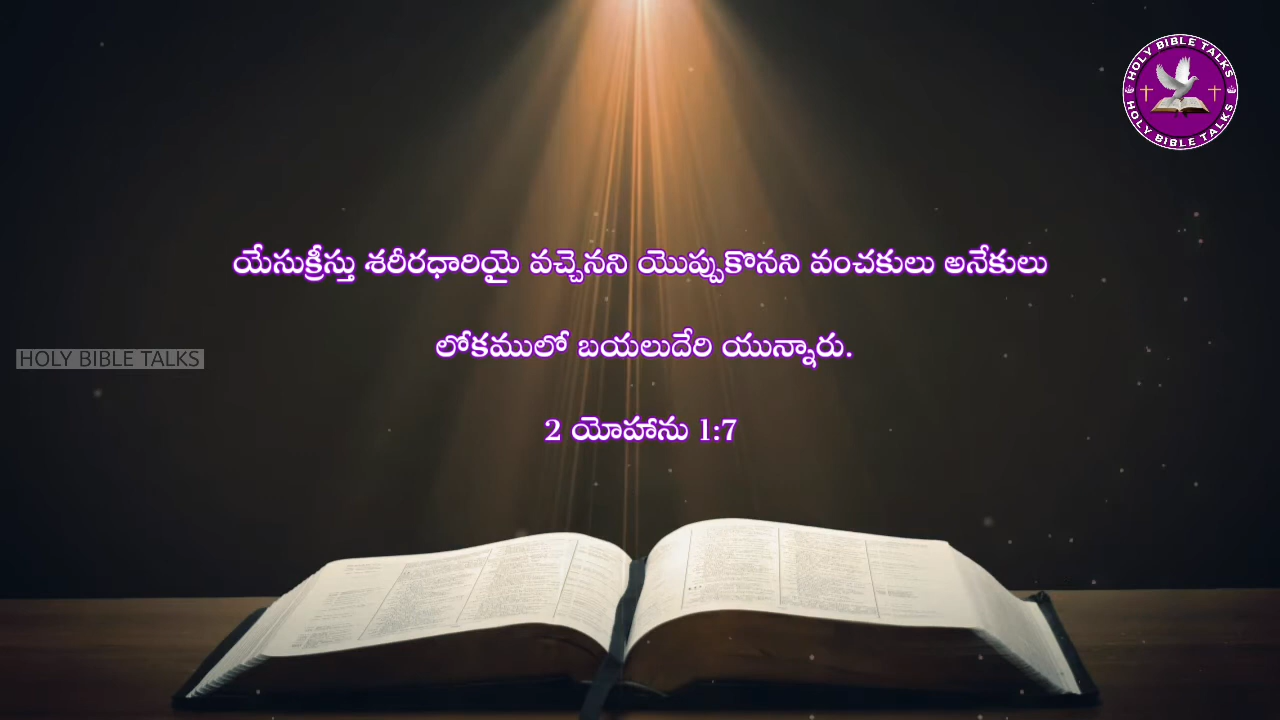 HOLY BIBLE TALKS
HOLY BIBLE TALKS
యేసుక్రీస్తు శరీరధారియై వచ్చెనని యొప్పుకొనని వంచకులు అనేకులు
లోకములో బయలుదేరి యున్నారు.
HOLY BIBLE TALKS
2 యోహాను 1:7